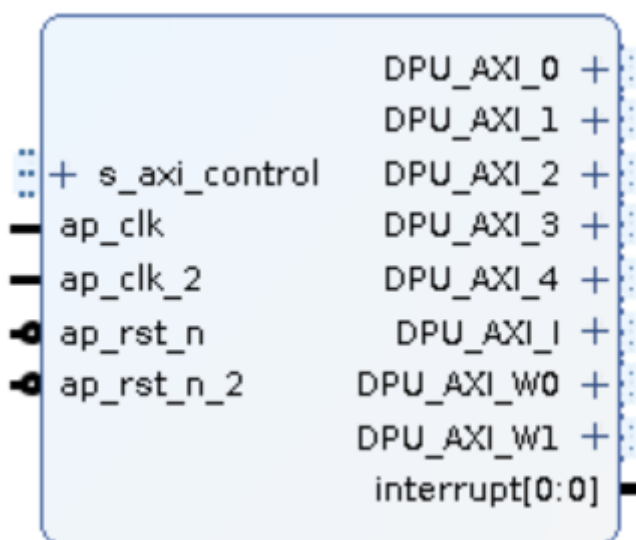 DPU_AXI_0
DPU_AXI_1
s_axi_control DPU_AXI_2
ap_clk DPU_AXI_3
ap_clk_2 DPU_AXI_4
ap_rst_n DPU_AXI_I
ap_rst_n_2 DPU_AXI_W0
DPU_AXI_W1
interrupt[0:0]